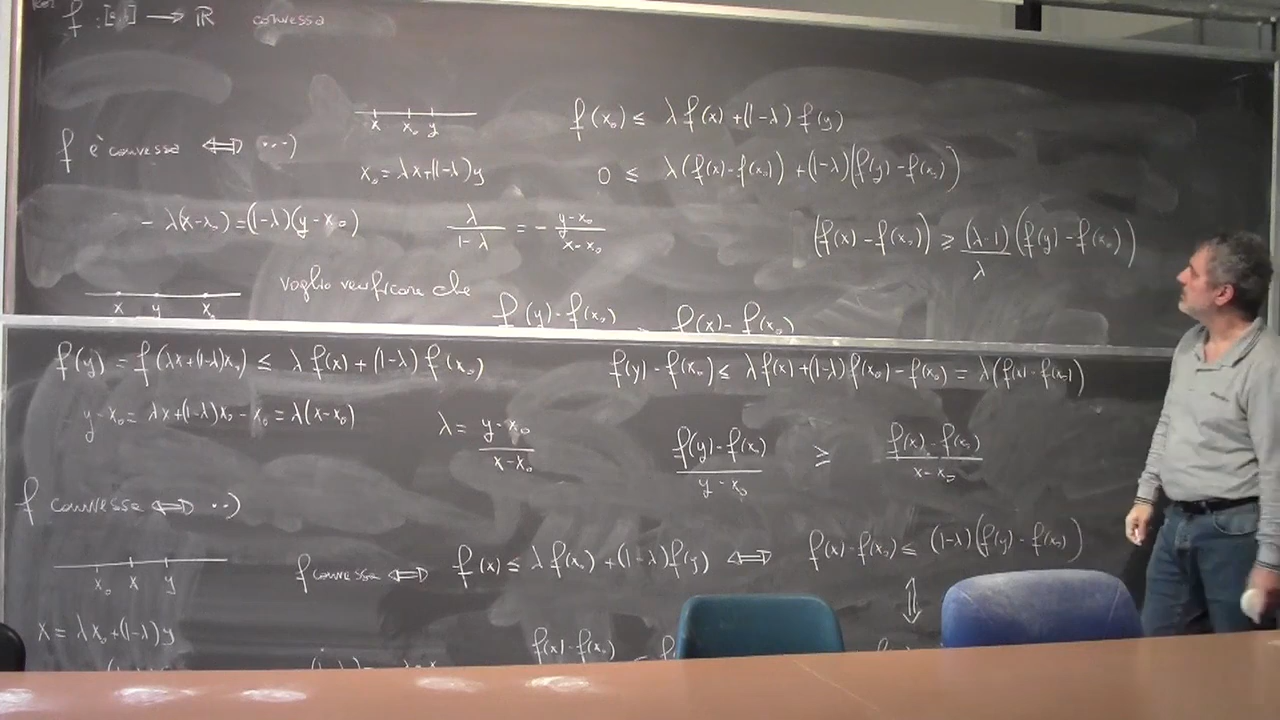 f : [a,b] → ℝ convessa
x x₀ y
f(x₀) ≤ λ f(x) + (1-λ) f(y)
f è convessa ⟺ ..)
x₀ = λx+(1-λ)y
0 ≤ λ(f(x)-f(x₀)) + (1-λ)(f(y)-f(x₀))
- λ(x-x₀) = (1-λ)(y-x₀)
λ/(1-λ) = - (y-x₀)/(x-x₀)
(f(x)-f(x₀)) ≥ (λ-1)/λ (f(y)-f(x₀))
x y x₀
voglio verificare che
f(y)-f(x₀) f(x)-f(x₀)
f(y) = f(λx+(1-λ)x₀) ≤ λ f(x) + (1-λ) f(x₀)
f(y)-f(x₀) ≤ λf(x)+(1-λ)f(x₀)-f(x₀) = λ(f(x)-f(x₀))
y-x₀ = λx+(1-λ)x₀-x₀ = λ(x-x₀)
λ = (y-x₀)/(x-x₀)
(f(y)-f(x₀))/(y-x₀) ≥ (f(x)-f(x₀))/(x-x₀)
f convessa ⟺ ..)
x₀ x y
f convessa ⟺ f(x) ≤ λf(x₀)+(1-λ)f(y) ⟺ f(x)-f(x₀) ≤ (1-λ)(f(y)-f(x₀))
⇕
x = λx₀+(1-λ)y
f(x)-f(x₀)